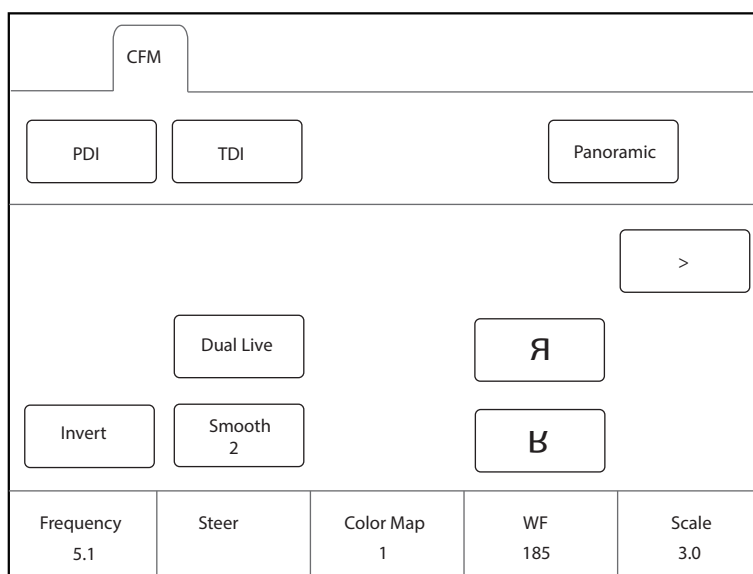 CFM
PDI TDI Panoramic
>
Dual Live Я
Invert Smooth
2
ʁ
Frequency Steer Color Map WF Scale
5.1 1 185 3.0